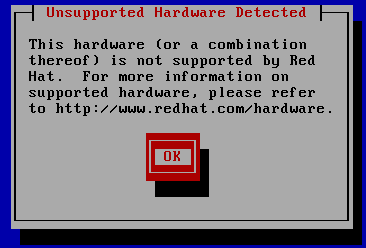 Unsupported Hardware Detected
This hardware (or a combination
thereof) is not supported by Red
Hat.  For more information on
supported hardware, please refer
to http://www.redhat.com/hardware.
OK